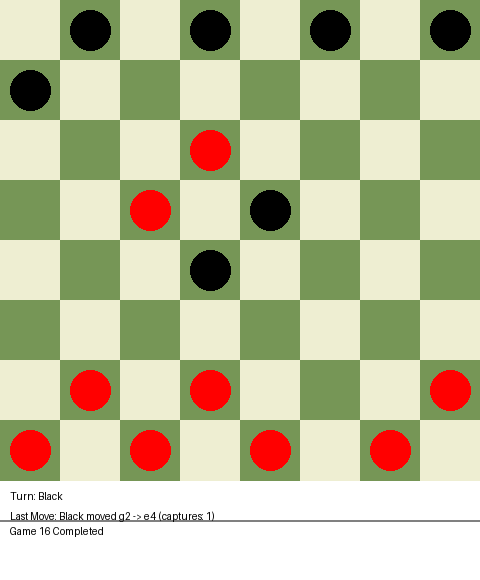 Turn: Black
Last Move: Black moved g2 -> e4 (captures: 1)
Game 16 Completed